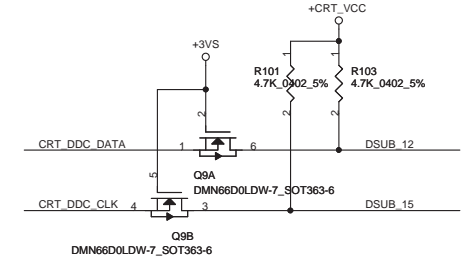 +CRT_VCC
+3VS
1
1
R101
4.7K_0402_5%
R103
4.7K_0402_5%
2
2
2
CRT_DDC_DATA
1
6
DSUB_12
Q9A
DMN66D0LDW-7_SOT363-6
5
CRT_DDC_CLK
4
3
DSUB_15
Q9B
DMN66D0LDW-7_SOT363-6